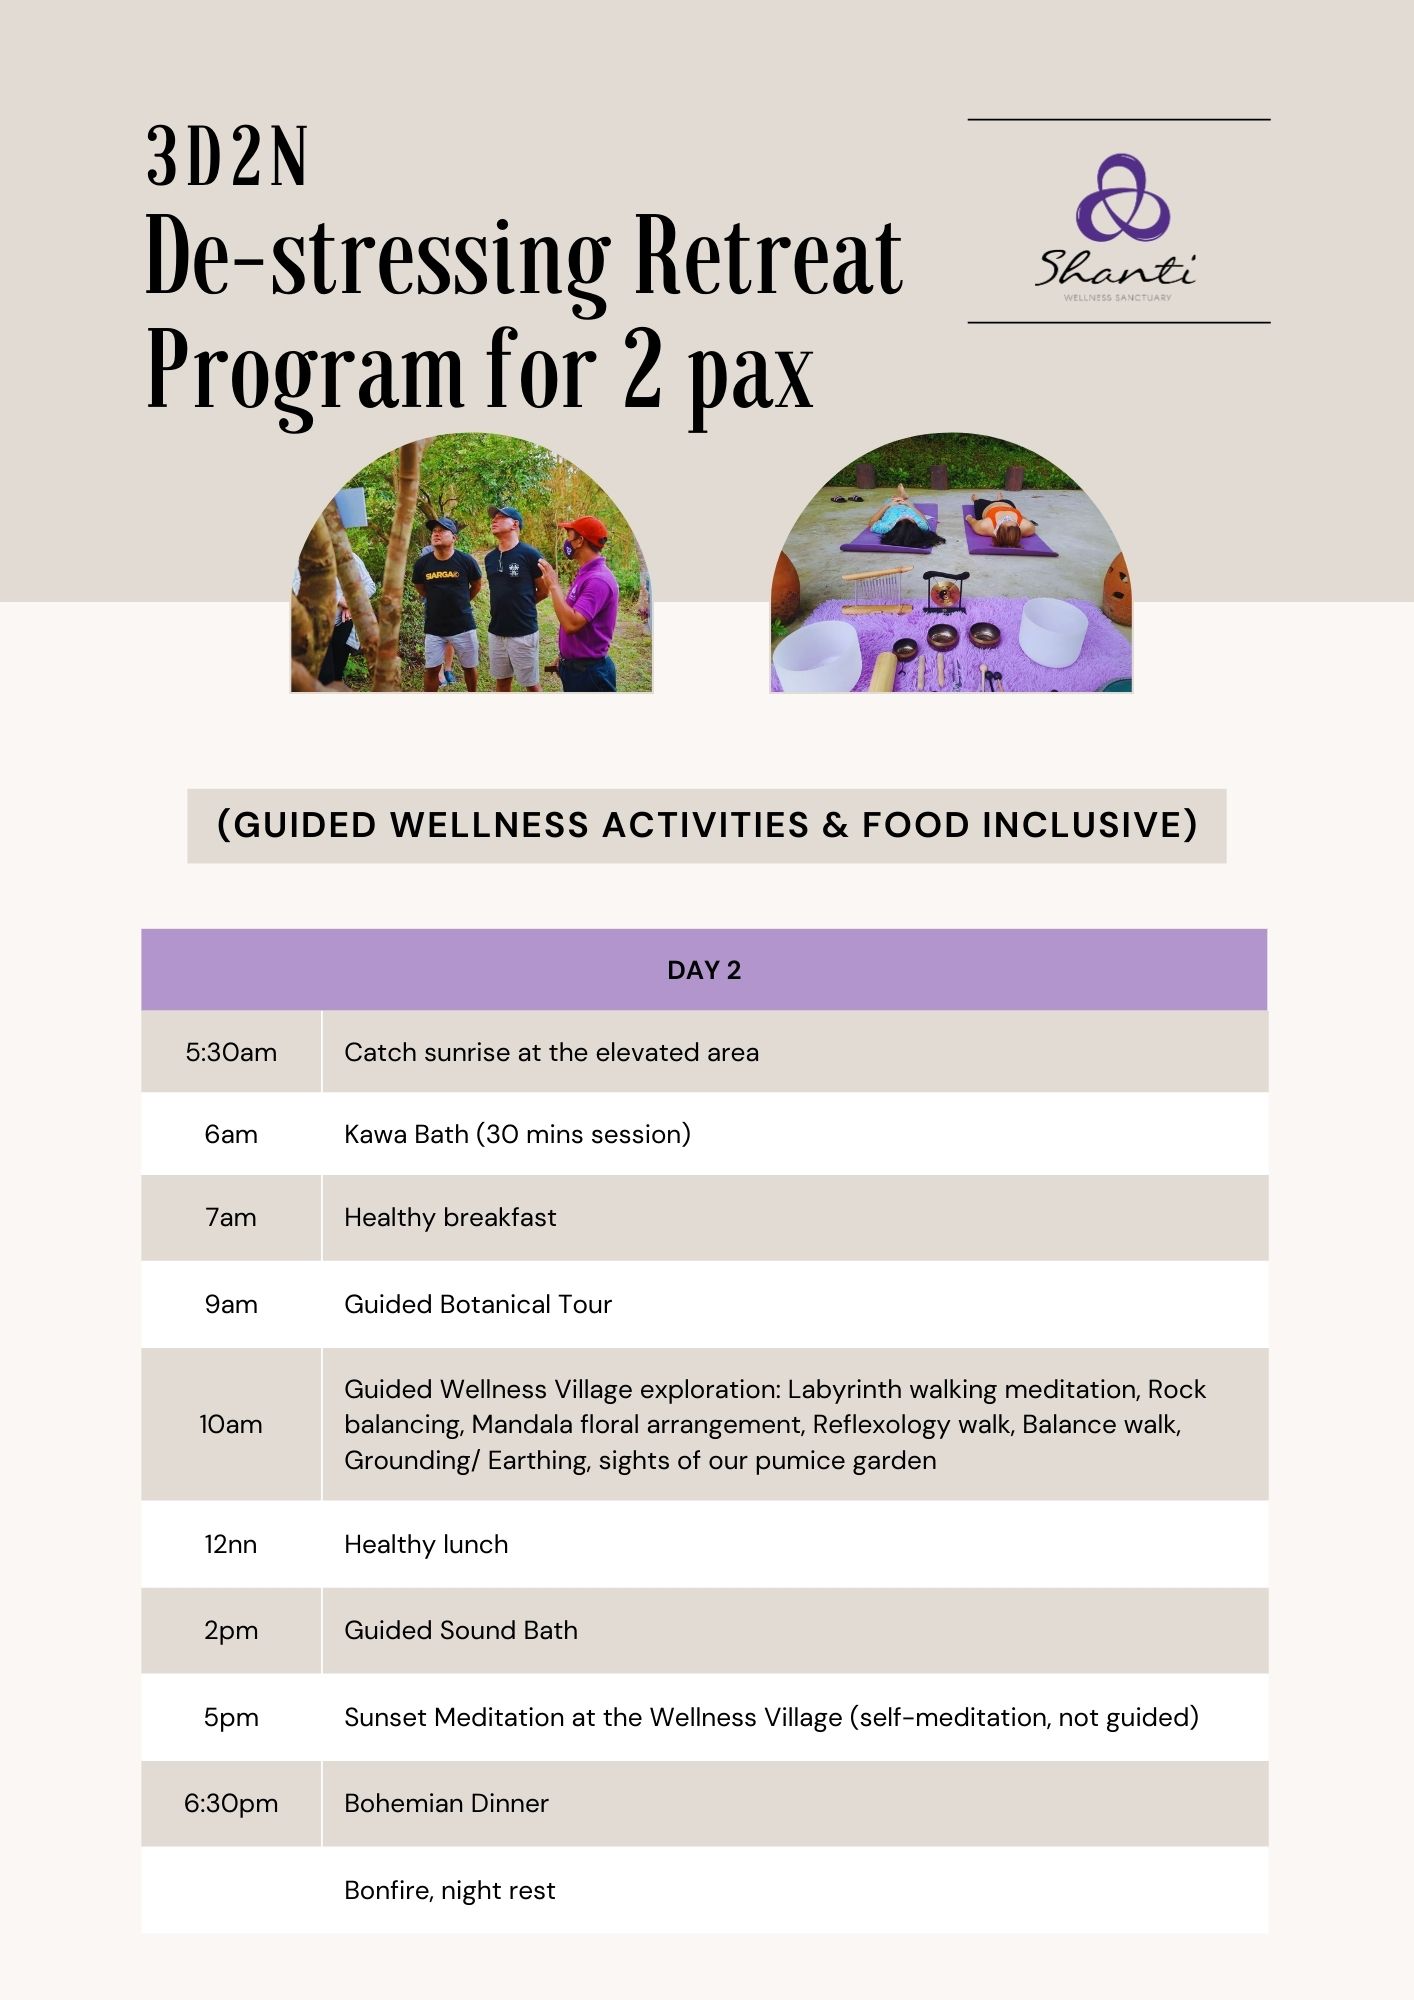 3D2N
De-stressing Retreat
Program for 2 pax
Shanti
WELLNESS SANCTUARY
SIARGAO
(GUIDED WELLNESS ACTIVITIES & FOOD INCLUSIVE)
DAY 2
5:30am Catch sunrise at the elevated area
6am Kawa Bath (30 mins session)
7am Healthy breakfast
9am Guided Botanical Tour
10am Guided Wellness Village exploration: Labyrinth walking meditation, Rock
balancing, Mandala floral arrangement, Reflexology walk, Balance walk,
Grounding/ Earthing, sights of our pumice garden
12nn Healthy lunch
2pm Guided Sound Bath
5pm Sunset Meditation at the Wellness Village (self-meditation, not guided)
6:30pm Bohemian Dinner
Bonfire, night rest